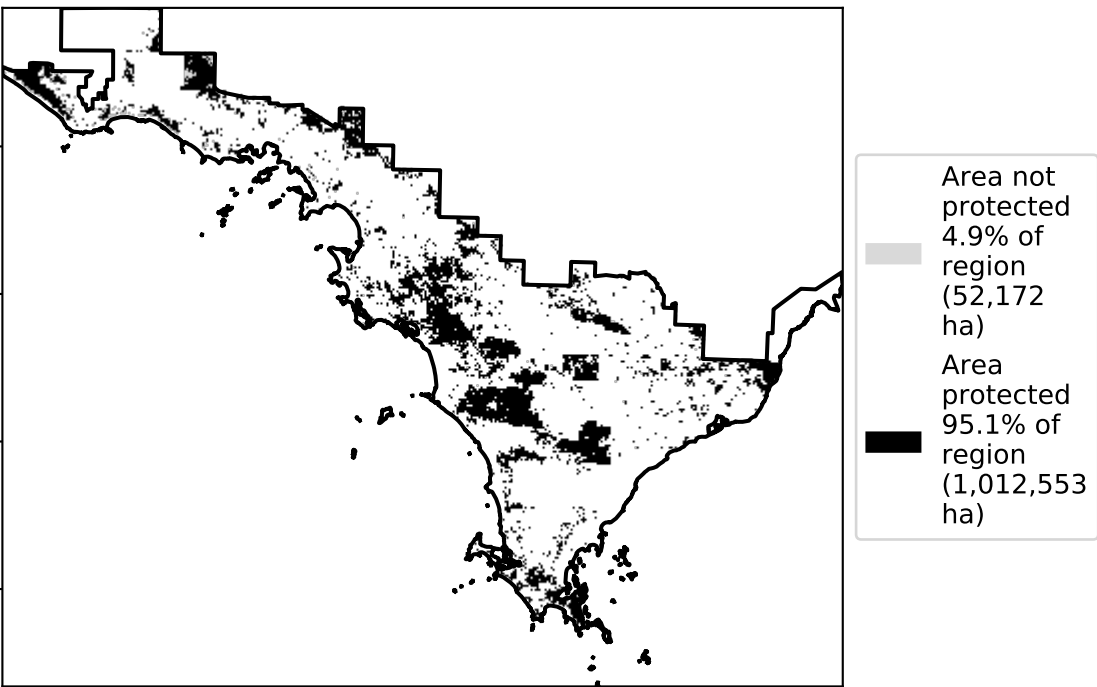 Area not
protected
4.9% of
region
(52,172
ha)
Area
protected
95.1% of
region
(1,012,553
ha)